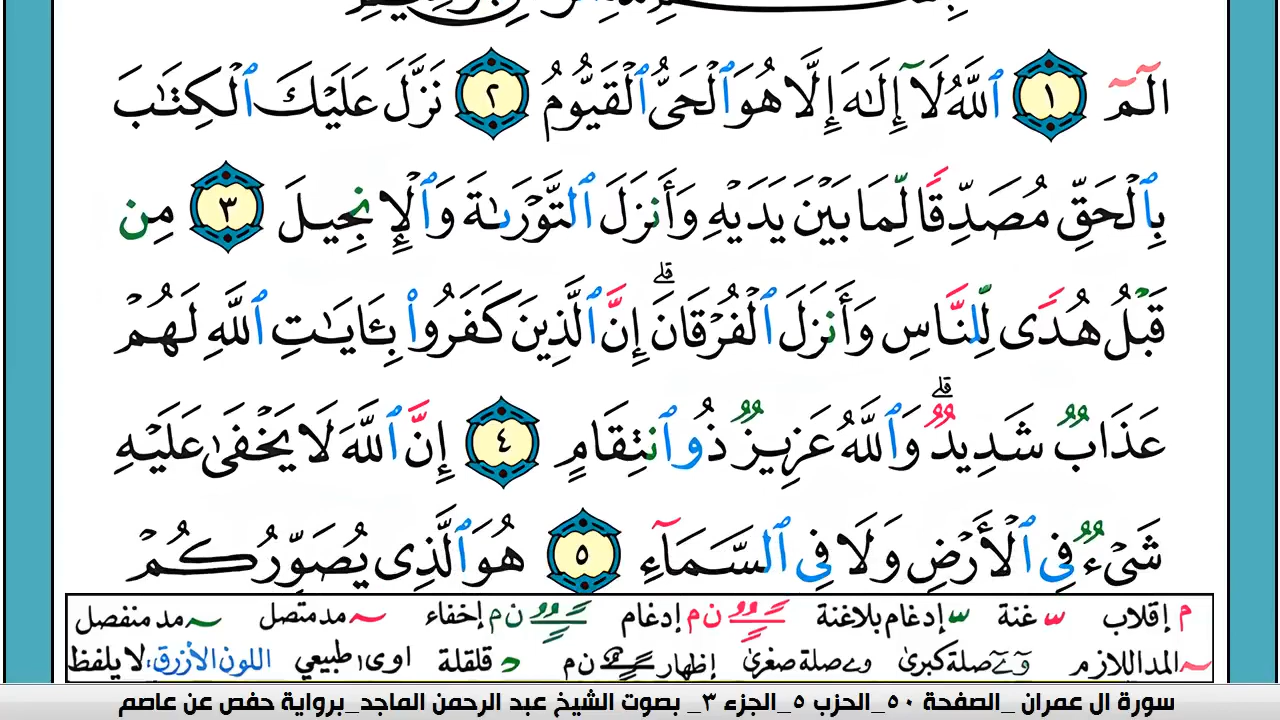 الٓمٓ ١ ٱللَّهُ لَآ إِلَٰهَ إِلَّا هُوَ ٱلْحَىُّ ٱلْقَيُّومُ ٢ نَزَّلَ عَلَيْكَ ٱلْكِتَٰبَ
بِٱلْحَقِّ مُصَدِّقًا لِّمَا بَيْنَ يَدَيْهِ وَأَنزَلَ ٱلتَّوْرَىٰةَ وَٱلْإِنجِيلَ ٣ مِن
قَبْلُ هُدًى لِّلنَّاسِ وَأَنزَلَ ٱلْفُرْقَانَ ۗ إِنَّ ٱلَّذِينَ كَفَرُوا۟ بِـَٔايَٰتِ ٱللَّهِ لَهُمْ
عَذَابٌ شَدِيدٌ ۗ وَٱللَّهُ عَزِيزٌ ذُو ٱنتِقَامٍ ٤ إِنَّ ٱللَّهَ لَا يَخْفَىٰ عَلَيْهِ
شَىْءٌ فِى ٱلْأَرْضِ وَلَا فِى ٱلسَّمَآءِ ٥ هُوَ ٱلَّذِى يُصَوِّرُكُمْ
م إقلاب غنة إدغام بلاغنة ن م إدغام ن م إخفاء مد متصل مد منفصل
المد اللازم صلة كبرى صلة صغرى إظهار ن م قلقلة اوى طبيعي اللون الأزرق: لا يلفظ
سورة ال عمران _الصفحة ٥٠_الحزب ٥_الجزء ٣_ بصوت الشيخ عبد الرحمن الماجد_برواية حفص عن عاصم